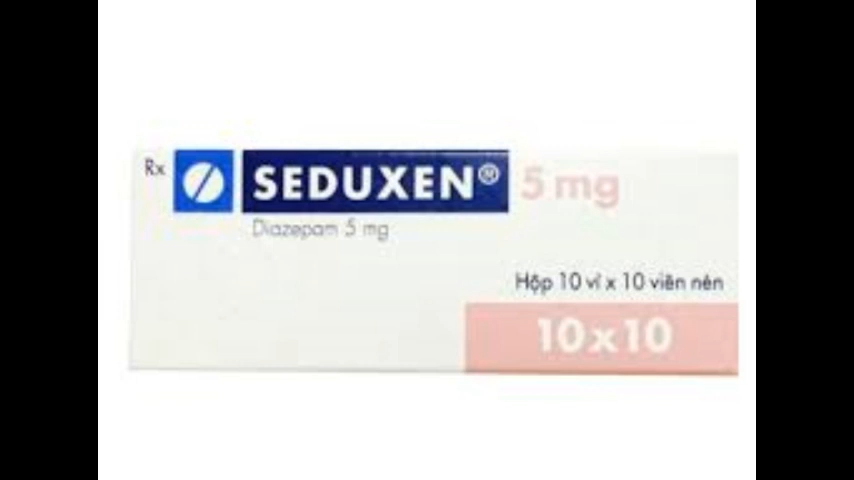 Rx SEDUXEN® 5 mg
Diazepam 5 mg
Hộp 10 vỉ x 10 viên nén
10x10